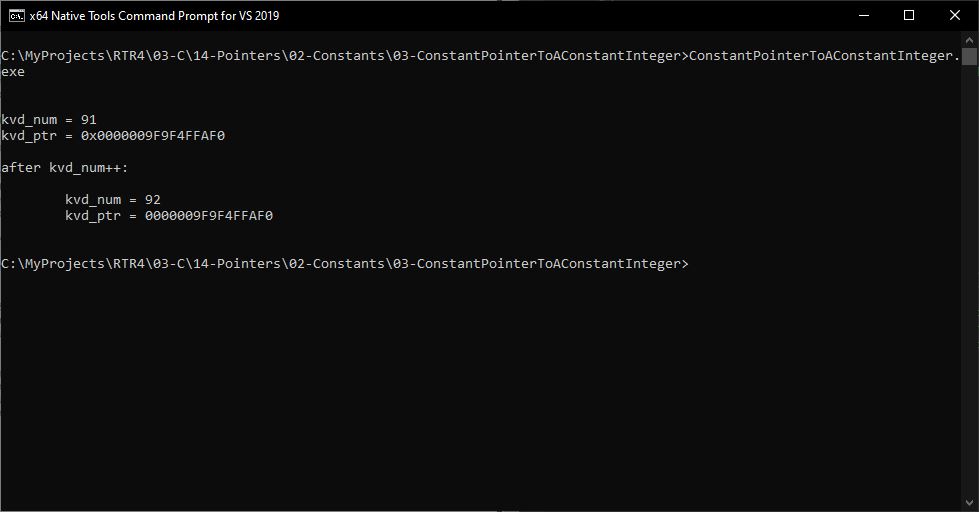 x64 Native Tools Command Prompt for VS 2019
C:\MyProjects\RTR4\03-C\14-Pointers\02-Constants\03-ConstantPointerToAConstantInteger>ConstantPointerToAConstantInteger.
exe
kvd_num = 91
kvd_ptr = 0x0000009F9F4FFAF0
after kvd_num++:
kvd_num = 92
kvd_ptr = 0000009F9F4FFAF0
C:\MyProjects\RTR4\03-C\14-Pointers\02-Constants\03-ConstantPointerToAConstantInteger>